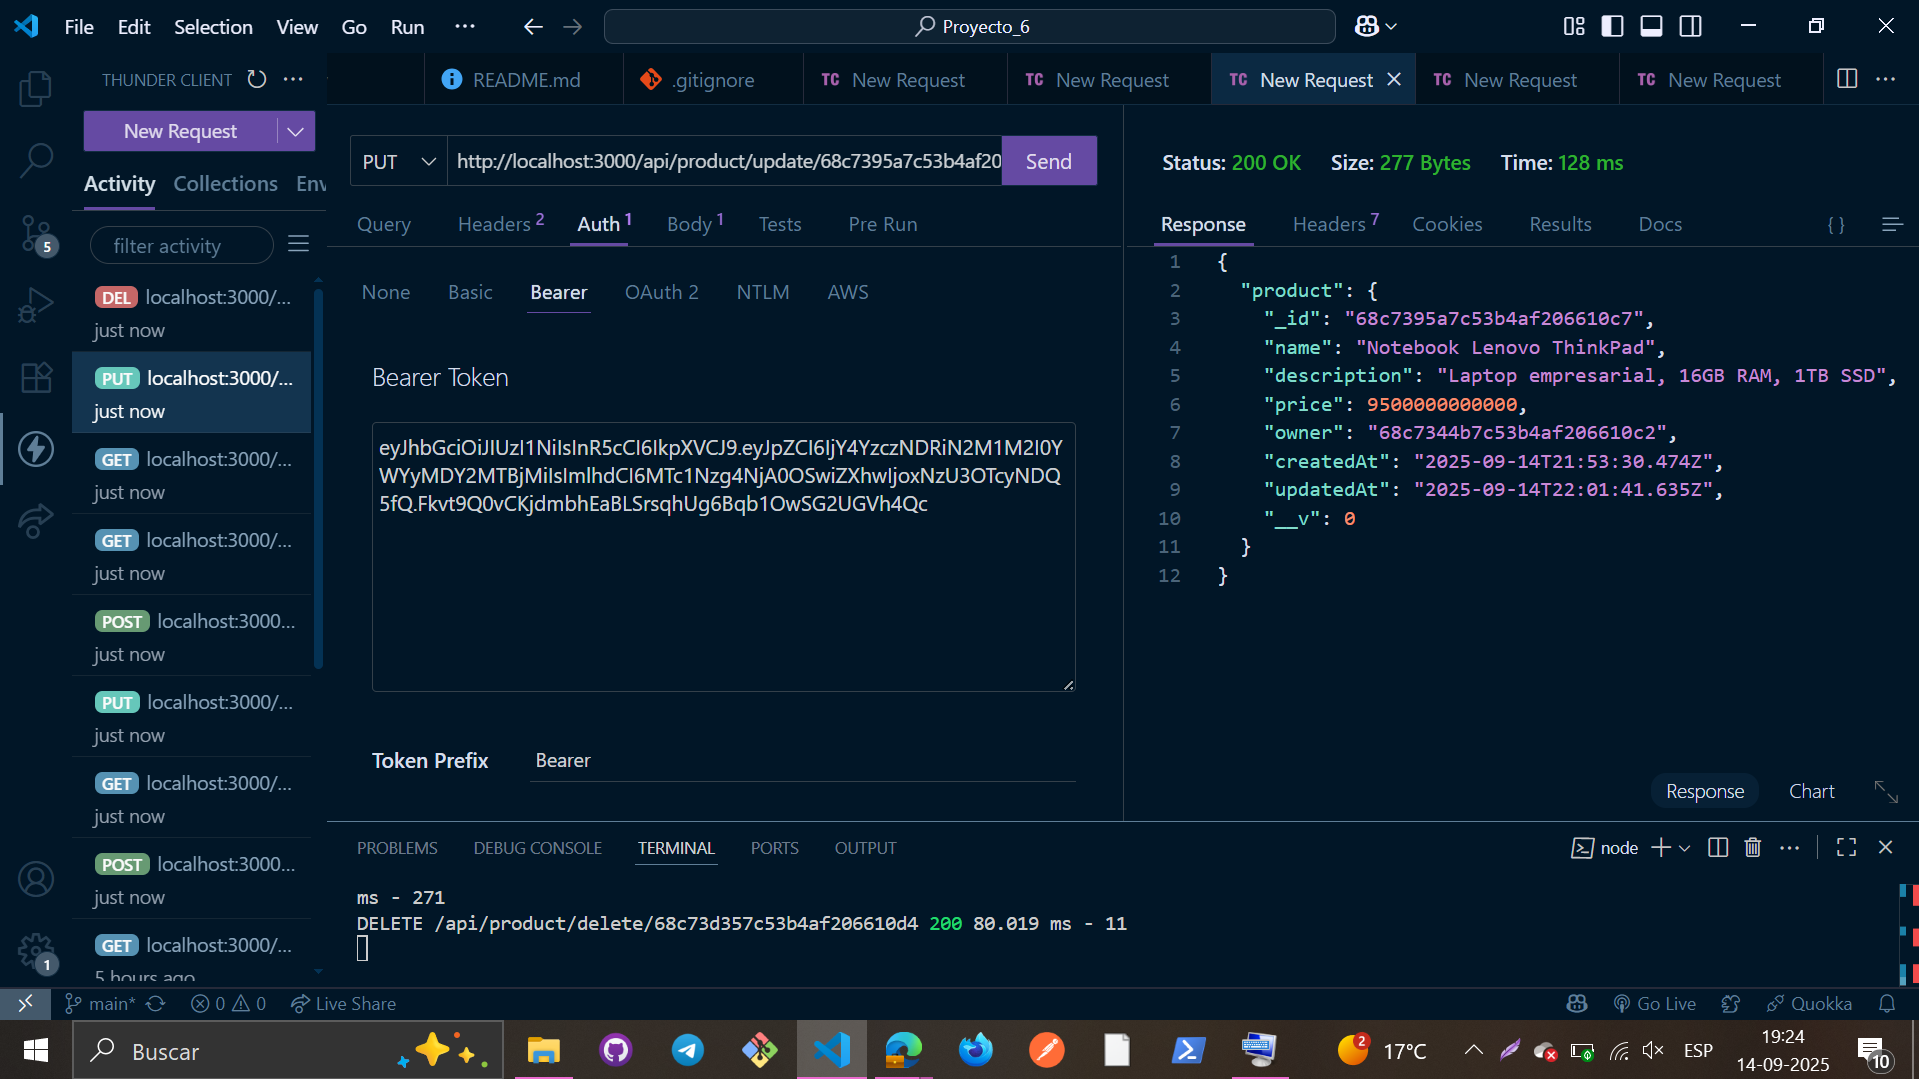 File Edit Selection View Go Run ··· Proyecto_6
THUNDER CLIENT ···
README.md .gitignore TC New Request TC New Request TC New Request TC New Request TC New Request ···
New Request
Activity Collections Env
filter activity
DEL localhost:3000/...
just now
PUT localhost:3000/...
just now
GET localhost:3000/...
just now
GET localhost:3000/...
just now
POST localhost:3000...
just now
PUT localhost:3000/...
just now
GET localhost:3000/...
just now
POST localhost:3000...
just now
GET localhost:3000/...
5 hours ago
5
1
PUT http://localhost:3000/api/product/update/68c7395a7c53b4af20 Send
Query Headers 2 Auth 1 Body 1 Tests Pre Run
None Basic Bearer OAuth 2 NTLM AWS
Bearer Token
eyJhbGciOiJIUzI1NiIsInR5cCI6IkpXVCJ9.eyJpZCI6IjY4YzczNDRiN2M1M2I0Y
WYyMDY2MTBjMiIsImlhdCI6MTc1Nzg4NjA0OSwiZXhwIjoxNzU3OTcyNDQ
5fQ.Fkvt9Q0vCKjdmbhEaBLSrsqhUg6Bqb1OwSG2UGVh4Qc
Token Prefix Bearer
Status: 200 OK Size: 277 Bytes Time: 128 ms
Response Headers 7 Cookies Results Docs { }
1 {
2 "product": {
3 "_id": "68c7395a7c53b4af206610c7",
4 "name": "Notebook Lenovo ThinkPad",
5 "description": "Laptop empresarial, 16GB RAM, 1TB SSD",
6 "price": 9500000000000,
7 "owner": "68c7344b7c53b4af206610c2",
8 "createdAt": "2025-09-14T21:53:30.474Z",
9 "updatedAt": "2025-09-14T22:01:41.635Z",
10 "__v": 0
11 }
12 }
Response Chart
PROBLEMS DEBUG CONSOLE TERMINAL PORTS OUTPUT node ···
ms - 271
DELETE /api/product/delete/68c73d357c53b4af206610d4 200 80.019 ms - 11
main* 0 0 Live Share Go Live Quokka
Buscar 2 17°C ESP 19:24
14-09-2025
10